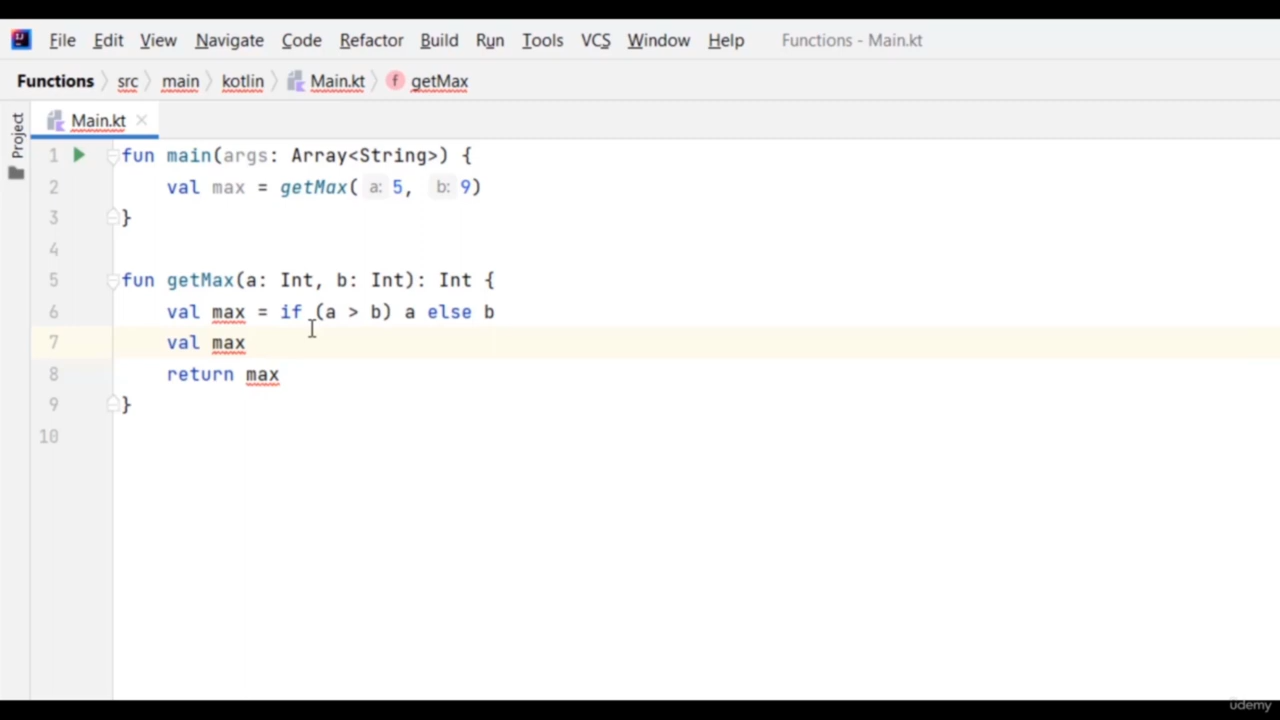 File Edit View Navigate Code Refactor Build Run Tools VCS Window Help Functions - Main.kt
Functions src main kotlin Main.kt f getMax
Project
Main.kt
1 fun main(args: Array<String>) {
2 val max = getMax( a: 5, b: 9)
3 }
4
5 fun getMax(a: Int, b: Int): Int {
6 val max = if (a > b) a else b
7 val max
8 return max
9 }
10
udemy